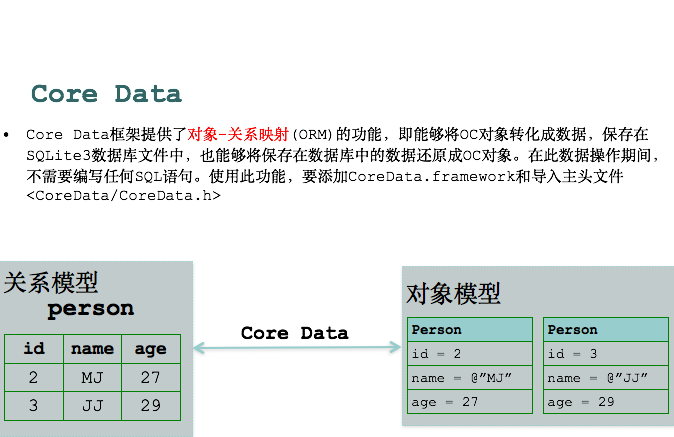 Core Data
• Core Data框架提供了对象-关系映射(ORM)的功能，即能够将OC对象转化成数据，保存在
SQLite3数据库文件中，也能够将保存在数据库中的数据还原成OC对象。在此数据操作期间，
不需要编写任何SQL语句。使用此功能，要添加CoreData.framework和导入主头文件
<CoreData/CoreData.h>
关系模型
person
id name age
2 MJ 27
3 JJ 29
Core Data
对象模型
Person Person
id = 2 id = 3
name = @”MJ” name = @”JJ”
age = 27 age = 29